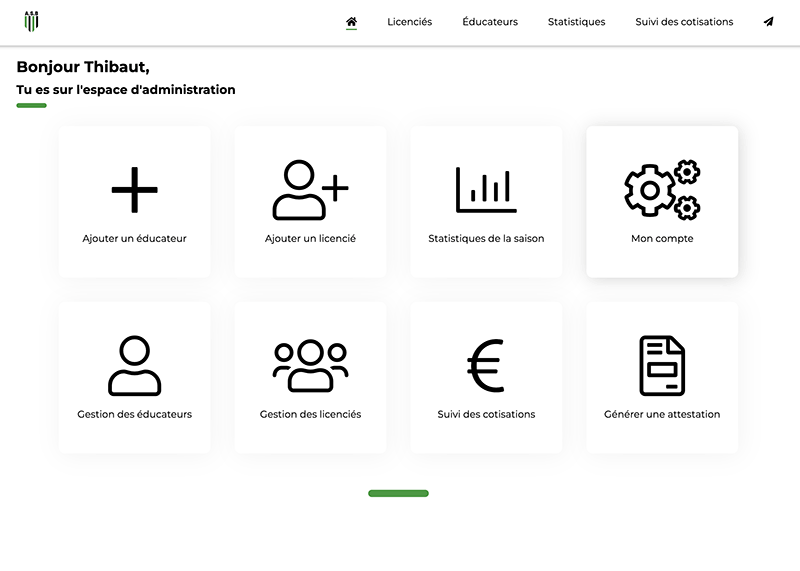 A.S.B
Licenciés
Éducateurs
Statistiques
Suivi des cotisations
Bonjour Thibaut,
Tu es sur l'espace d'administration
Ajouter un éducateur
Ajouter un licencié
Statistiques de la saison
Mon compte
Gestion des éducateurs
Gestion des licenciés
Suivi des cotisations
Générer une attestation